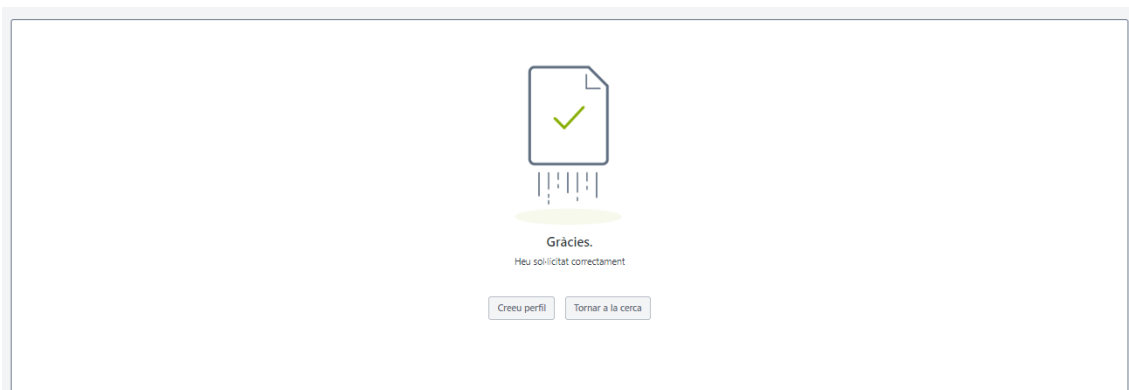 Gràcies.
Heu sol·licitat correctament
Creeu perfil
Tornar a la cerca